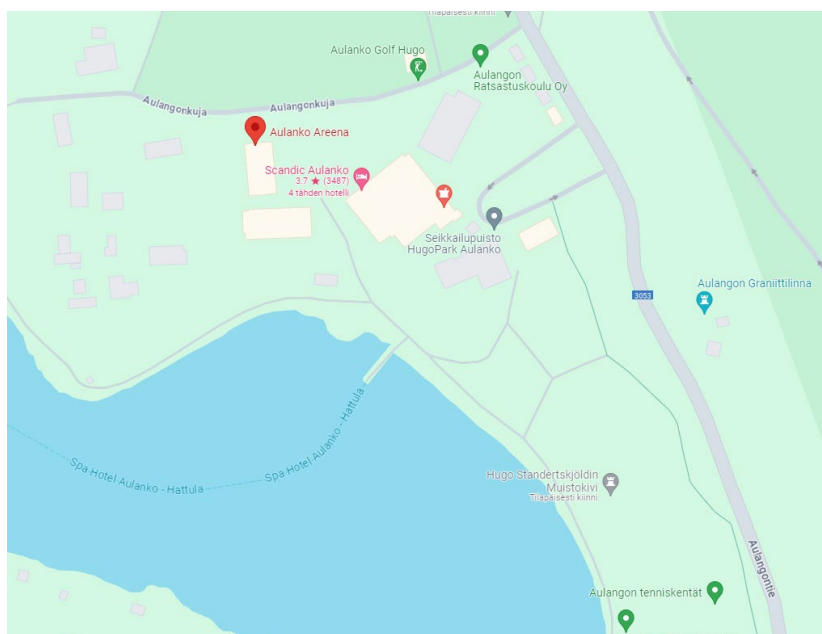 Tilapäisesti kiinni
Aulanko Golf Hugo
Aulangon
Ratsastuskoulu Oy
Aulangonkuja
Aulangonkuja
Aulanko Areena
Scandic Aulanko
3.7 ★ (3487)
4 tähden hotelli
Seikkailupuisto
HugoPark Aulanko
Aulangon Graniittilinna
3053
Spa Hotel Aulanko - Hattula
Spa Hotel Aulanko - Hattula
Hugo Standertskjöldin
Muistokivi
Tilapäisesti kiinni
Aulangontie
Aulangon tenniskentät